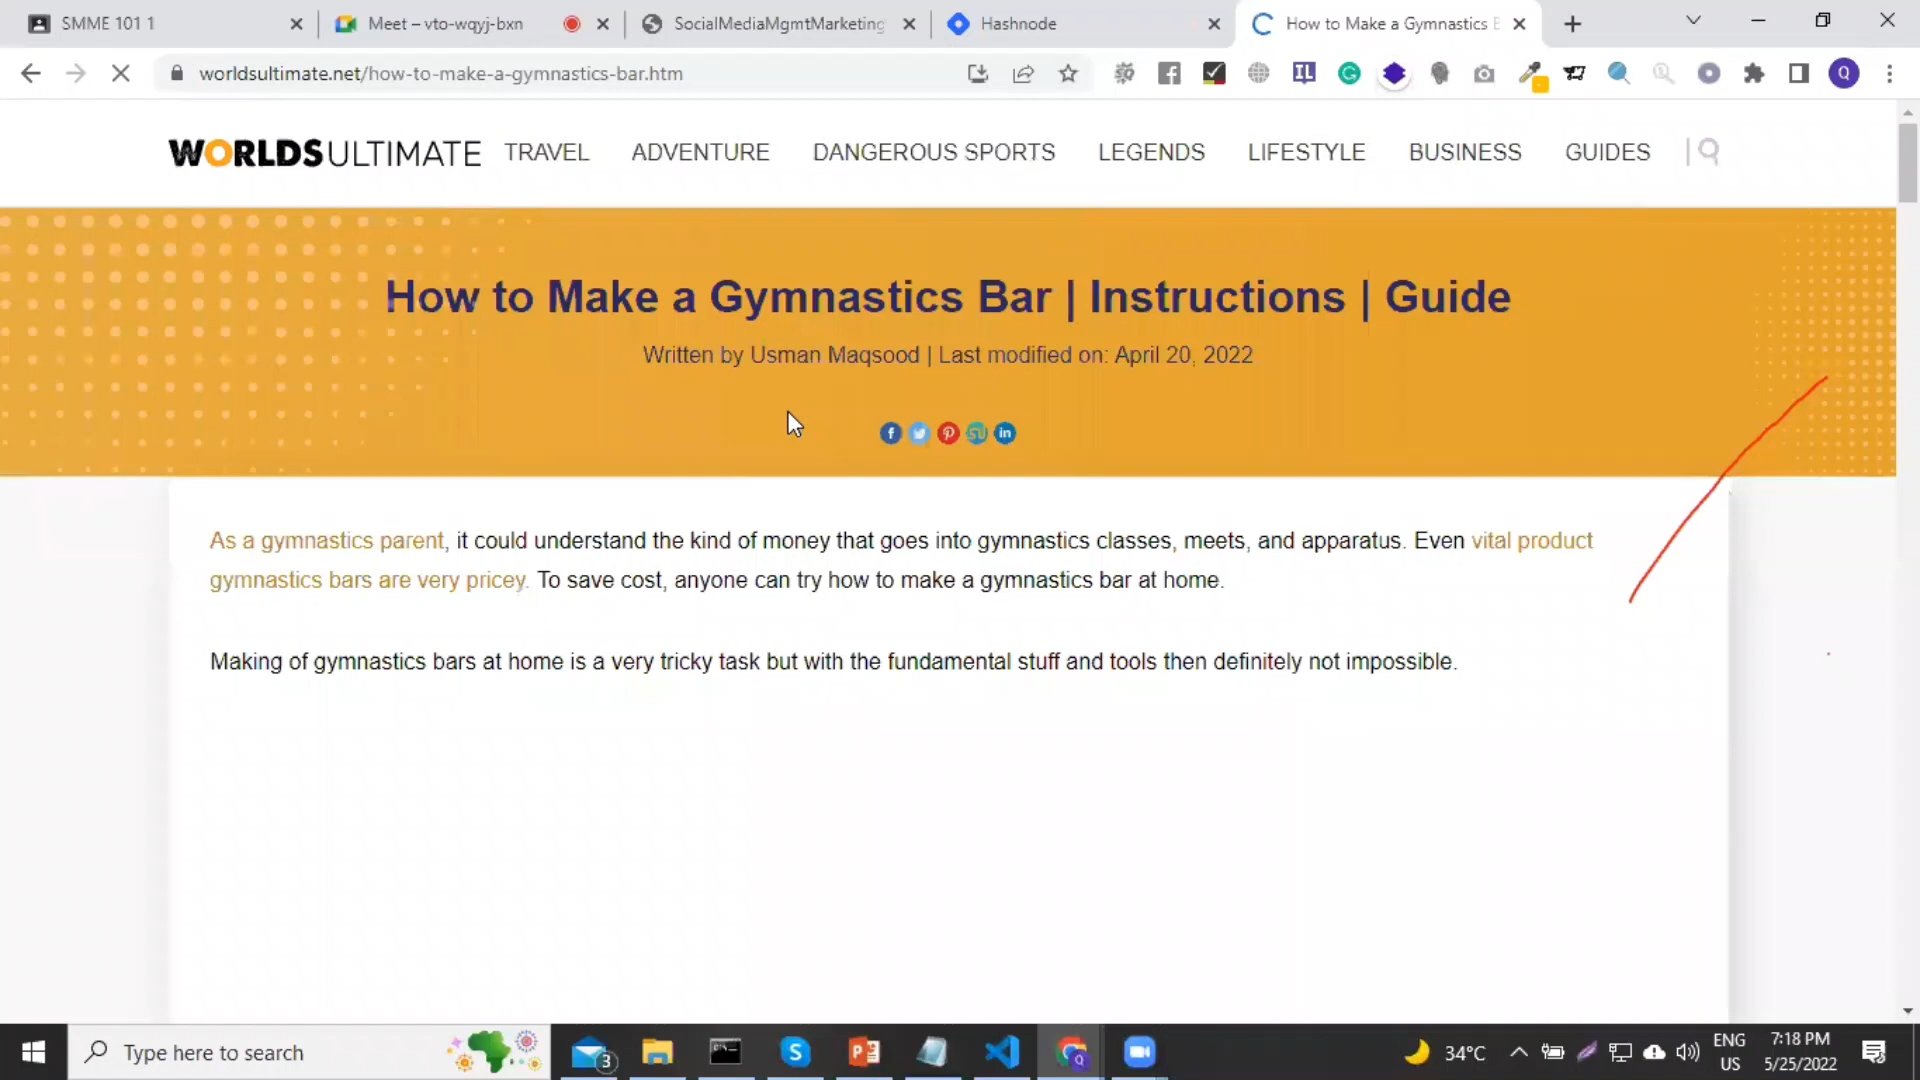 SMME 101 1
Meet – vto-wqyj-bxn
SocialMediaMgmtMarketing
Hashnode
How to Make a Gymnastics B
worldsultimate.net/how-to-make-a-gymnastics-bar.htm
IL
Q
WORLDSULTIMATE TRAVEL ADVENTURE DANGEROUS SPORTS LEGENDS LIFESTYLE BUSINESS GUIDES
How to Make a Gymnastics Bar | Instructions | Guide
Written by Usman Maqsood | Last modified on: April 20, 2022
As a gymnastics parent, it could understand the kind of money that goes into gymnastics classes, meets, and apparatus. Even vital product
gymnastics bars are very pricey. To save cost, anyone can try how to make a gymnastics bar at home.
Making of gymnastics bars at home is a very tricky task but with the fundamental stuff and tools then definitely not impossible.
Type here to search
3
34°C
ENG
US
7:18 PM
5/25/2022